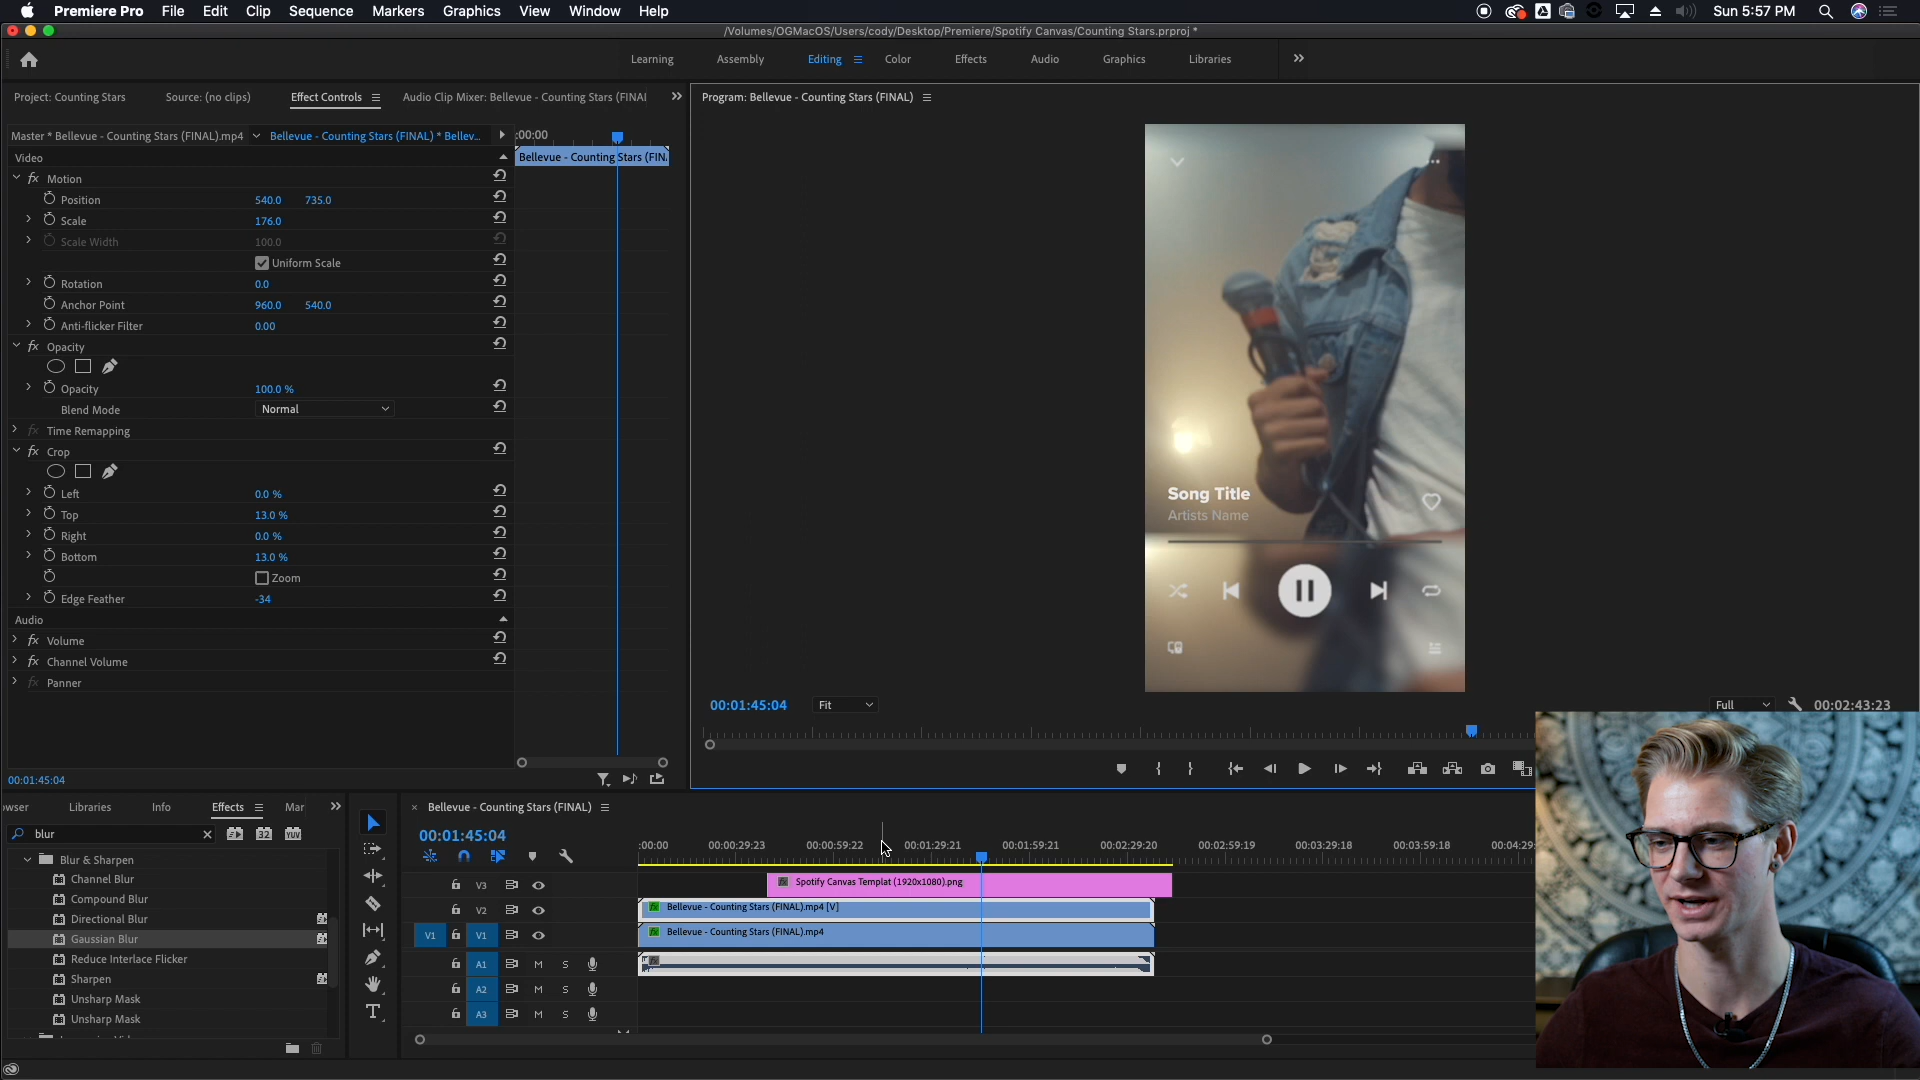 Premiere Pro File Edit Clip Sequence Markers Graphics View Window Help Sun 5:57 PM
/Volumes/OGMacOS/Users/cody/Desktop/Premiere/Spotify Canvas/Counting Stars.prproj *
Learning Assembly Editing Color Effects Audio Graphics Libraries
Project: Counting Stars Source: (no clips) Effect Controls Audio Clip Mixer: Bellevue - Counting Stars (FINAl
Program: Bellevue - Counting Stars (FINAL)
Master * Bellevue - Counting Stars (FINAL).mp4 Bellevue - Counting Stars (FINAL) * Bellev... :00:00
Video Bellevue - Counting Stars (FIN
fx Motion
Position 540.0 735.0
Scale 176.0
Scale Width 100.0
Uniform Scale
Rotation 0.0
Anchor Point 960.0 540.0
Anti-flicker Filter 0.00
fx Opacity
Opacity 100.0 %
Blend Mode Normal
fx Time Remapping
fx Crop
Left 0.0 %
Top 13.0 %
Right 0.0 %
Bottom 13.0 %
Zoom
Edge Feather -34
Audio
fx Volume
fx Channel Volume
fx Panner
00:01:45:04
Song Title
Artists Name
00:01:45:04 Fit Full 00:02:43:23
owser Libraries Info Effects Mar
blur 32 YUV
Blur & Sharpen
Channel Blur
Compound Blur
Directional Blur
Gaussian Blur
Reduce Interlace Flicker
Sharpen
Unsharp Mask
Unsharp Mask
× Bellevue - Counting Stars (FINAL)
00:01:45:04
:00:00 00:00:29:23 00:00:59:22 00:01:29:21 00:01:59:21 00:02:29:20 00:02:59:19 00:03:29:18 00:03:59:18 00:04:29:
V3 Spotify Canvas Templat (1920x1080).png
V2 Bellevue - Counting Stars (FINAL).mp4 [V]
V1 V1 Bellevue - Counting Stars (FINAL).mp4
A1 M S
A2 M S
A3 M S